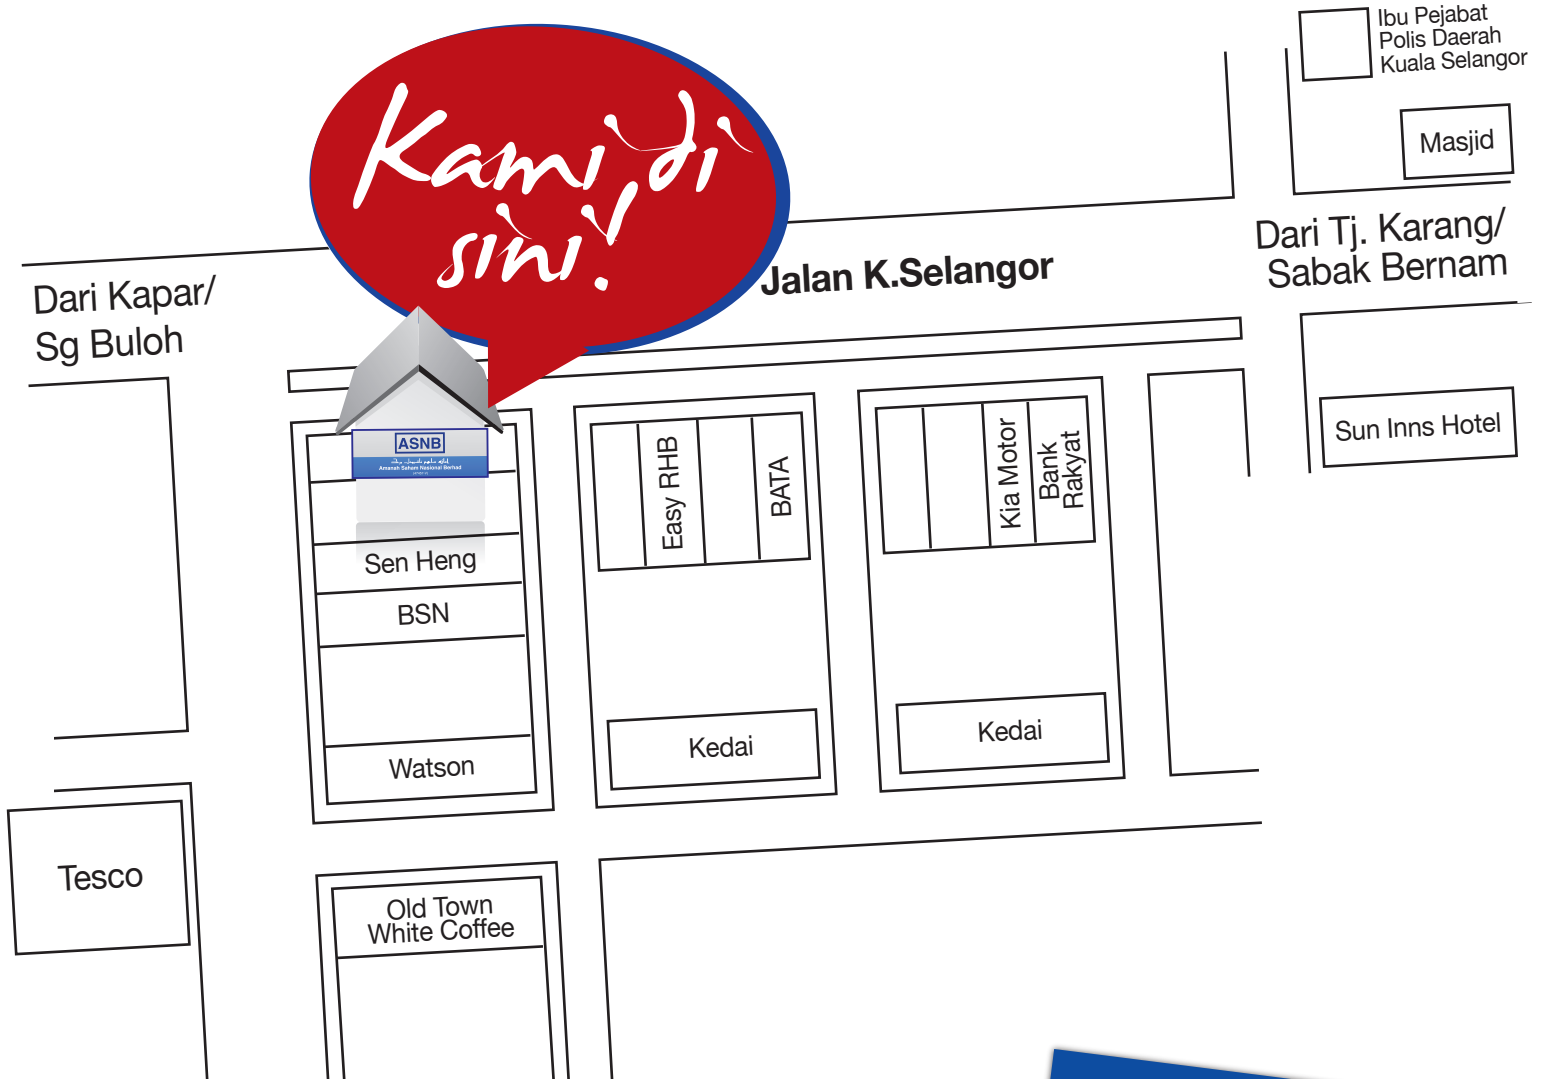 Ibu Pejabat
Polis Daerah
Kuala Selangor
Masjid
Kami di
sini!
Dari Tj. Karang/
Sabak Bernam
Jalan K.Selangor
Dari Kapar/
Sg Buloh
Sun Inns Hotel
ASNB
Amanah Saham Nasional Berhad
Easy RHB
BATA
Kia Motor
Bank
Rakyat
Sen Heng
BSN
Watson
Kedai
Kedai
Tesco
Old Town
White Coffee